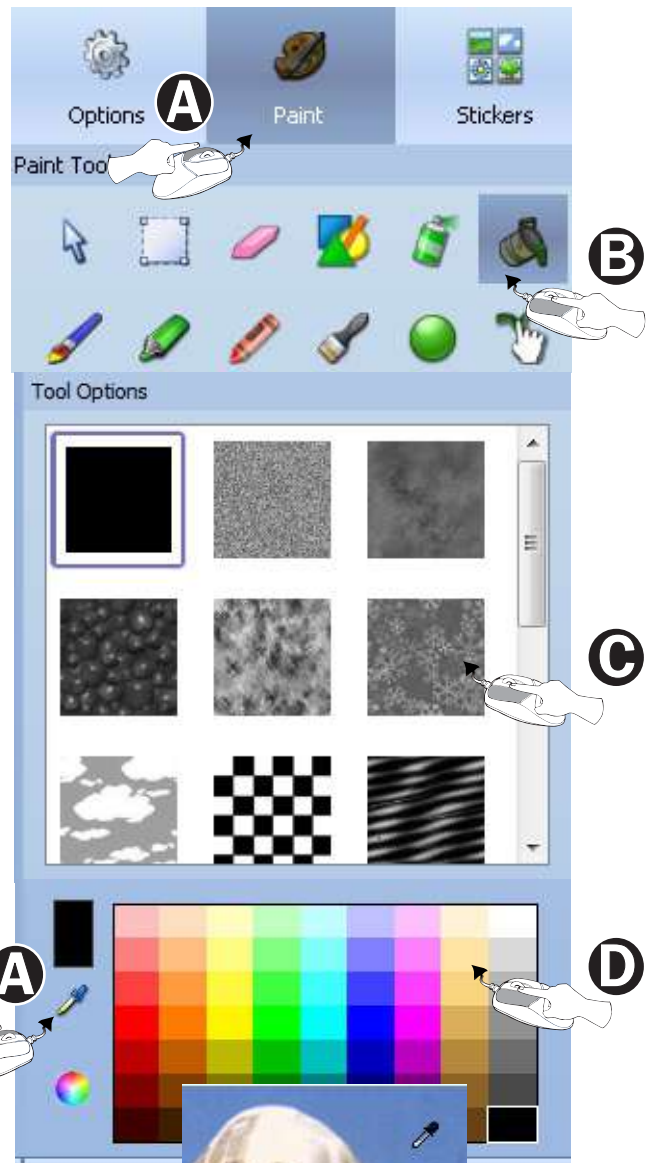 Options
A
Paint
Stickers
Paint Too
B
Tool Options
C
A
D